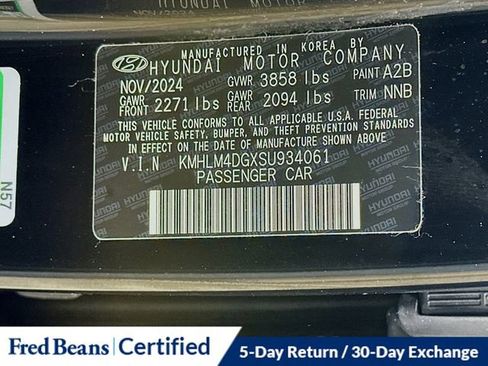 MANUFACTURED IN KOREA BY
HYUNDAI MOTOR COMPANY
NOV/2024 GVWR 3858 lbs PAINT A2B
GAWR FRONT 2271 lbs GAWR REAR 2094 lbs TRIM NNB
THIS VEHICLE CONFORMS TO ALL APPLICABLE U.S.A. FEDERAL
MOTOR VEHICLE SAFETY, BUMPER, AND THEFT PREVENTION STANDARDS
IN EFFECT ON THE DATE OF MANUFACTURE SHOWN ABOVE.
V.I.N KMHLM4DGXSU934061
PASSENGER CAR
N57
Fred Beans Certified
5-Day Return / 30-Day Exchange